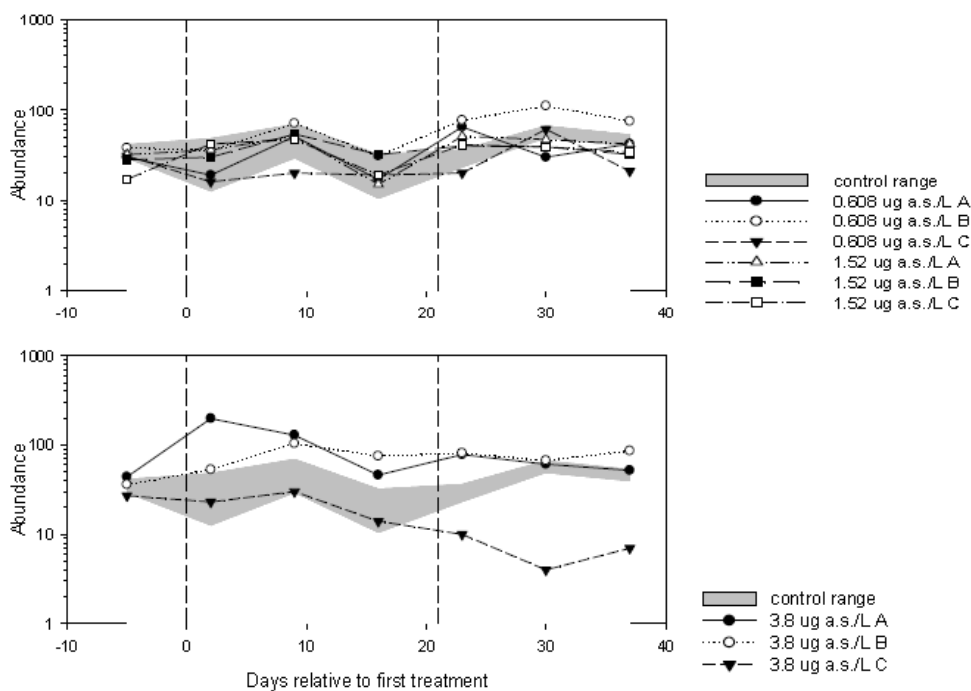 1000
100
10
1
Abundance
-10 0 10 20 30 40
control range
0.608 ug a.s./L A
0.608 ug a.s./L B
0.608 ug a.s./L C
1.52 ug a.s./L A
1.52 ug a.s./L B
1.52 ug a.s./L C
1000
100
10
1
Abundance
-10 0 10 20 30 40
Days relative to first treatment
control range
3.8 ug a.s./L A
3.8 ug a.s./L B
3.8 ug a.s./L C